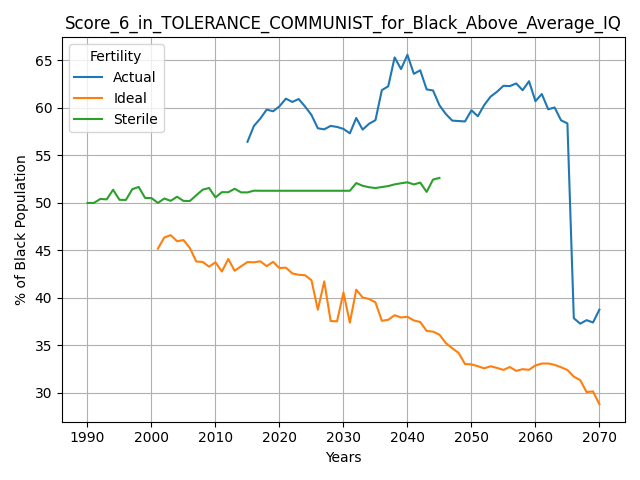 Score_6_in_TOLERANCE_COMMUNIST_for_Black_Above_Average_IQ
Fertility
Actual
Ideal
Sterile
% of Black Population
65
60
55
50
45
40
35
30
1990 2000 2010 2020 2030 2040 2050 2060 2070
Years